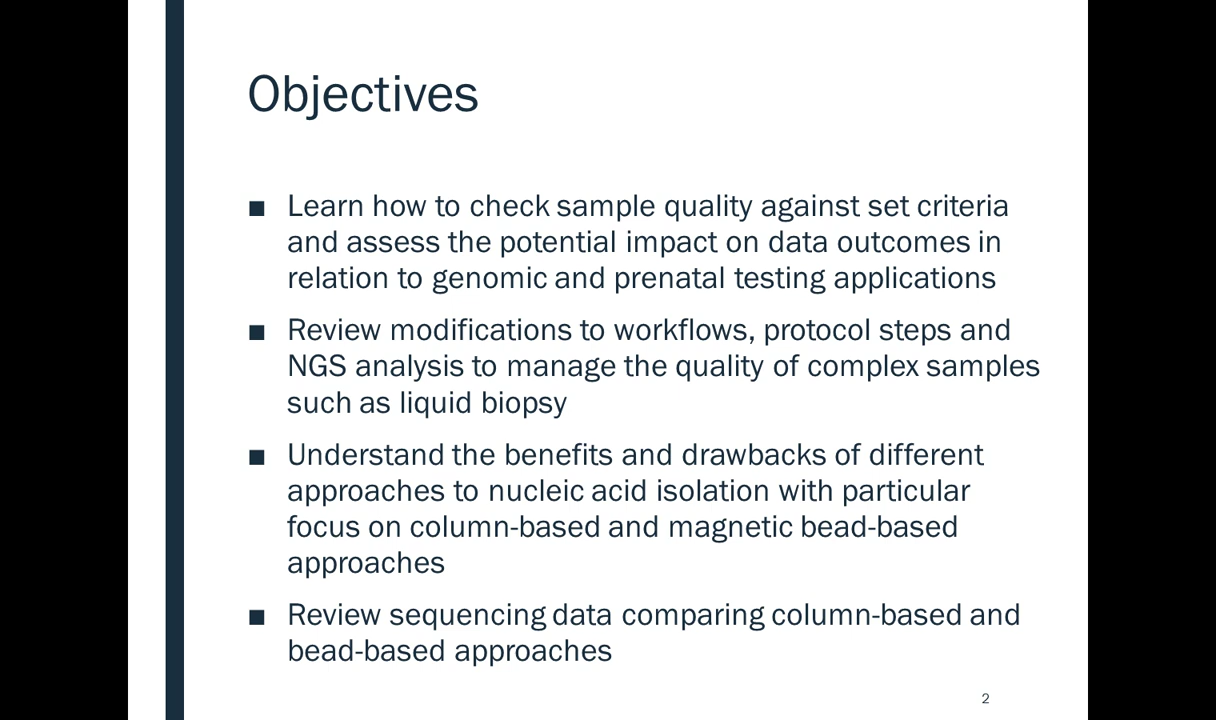 Objectives
■ Learn how to check sample quality against set criteria
and assess the potential impact on data outcomes in
relation to genomic and prenatal testing applications
■ Review modifications to workflows, protocol steps and
NGS analysis to manage the quality of complex samples
such as liquid biopsy
■ Understand the benefits and drawbacks of different
approaches to nucleic acid isolation with particular
focus on column-based and magnetic bead-based
approaches
■ Review sequencing data comparing column-based and
bead-based approaches
2